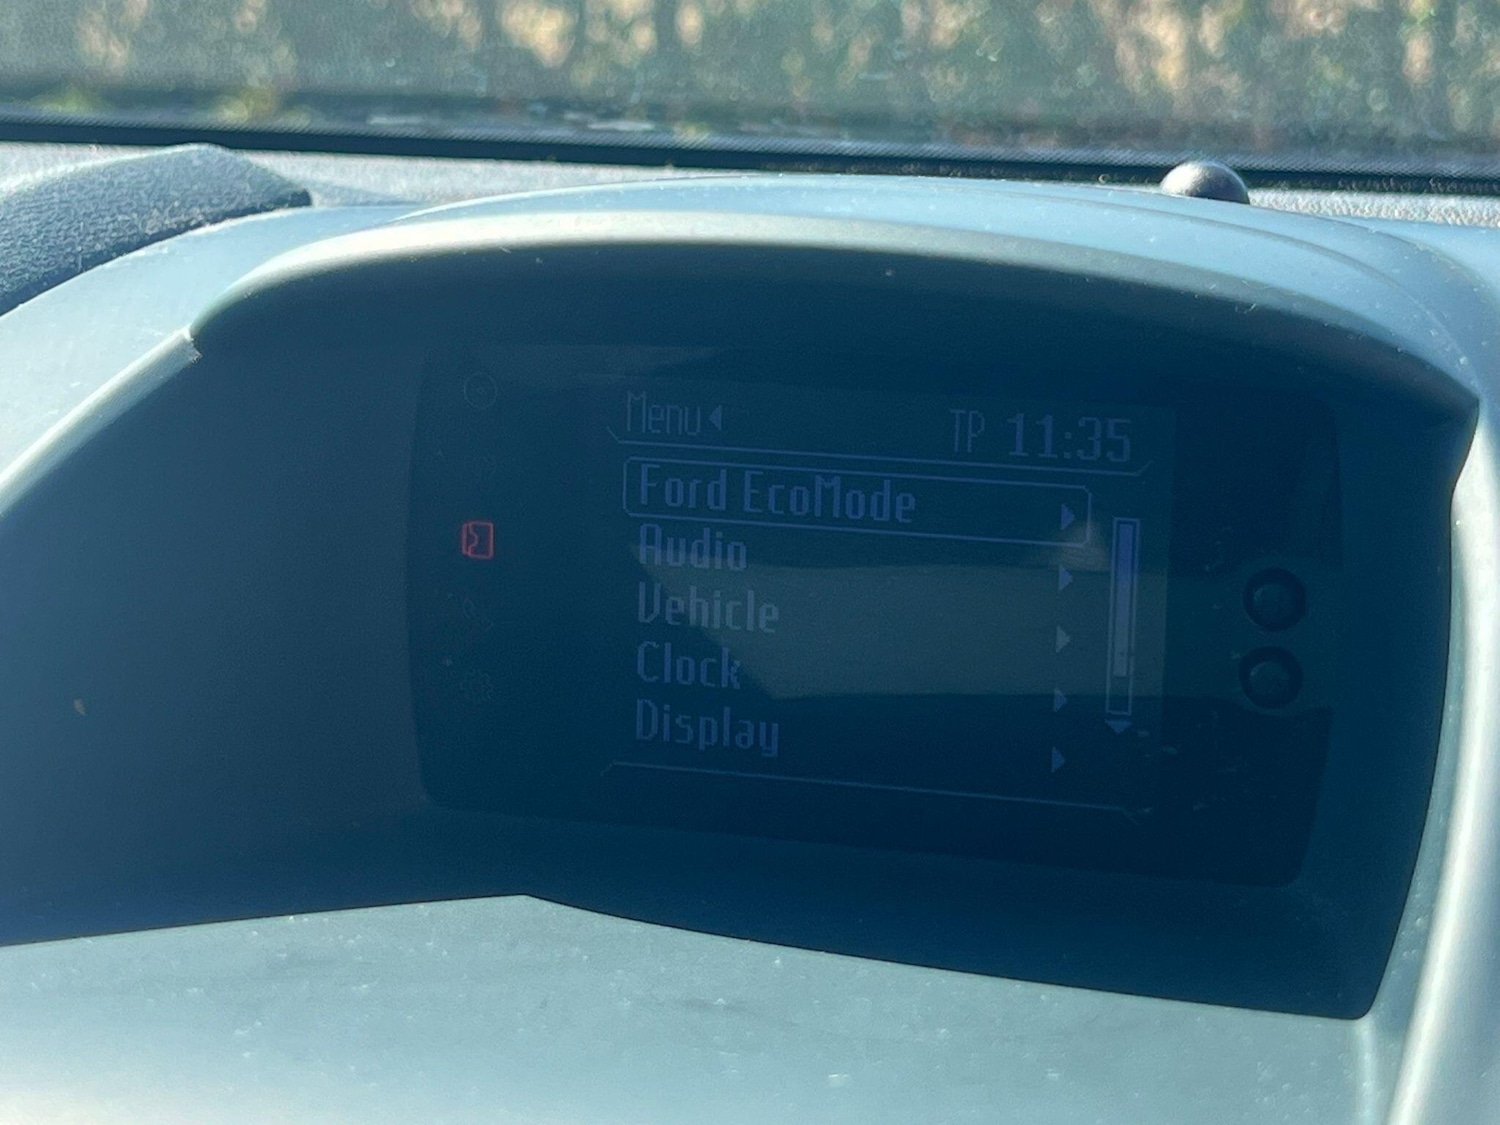 Menu
TP 11:35
Ford EcoMode
Audio
Vehicle
Clock
Display